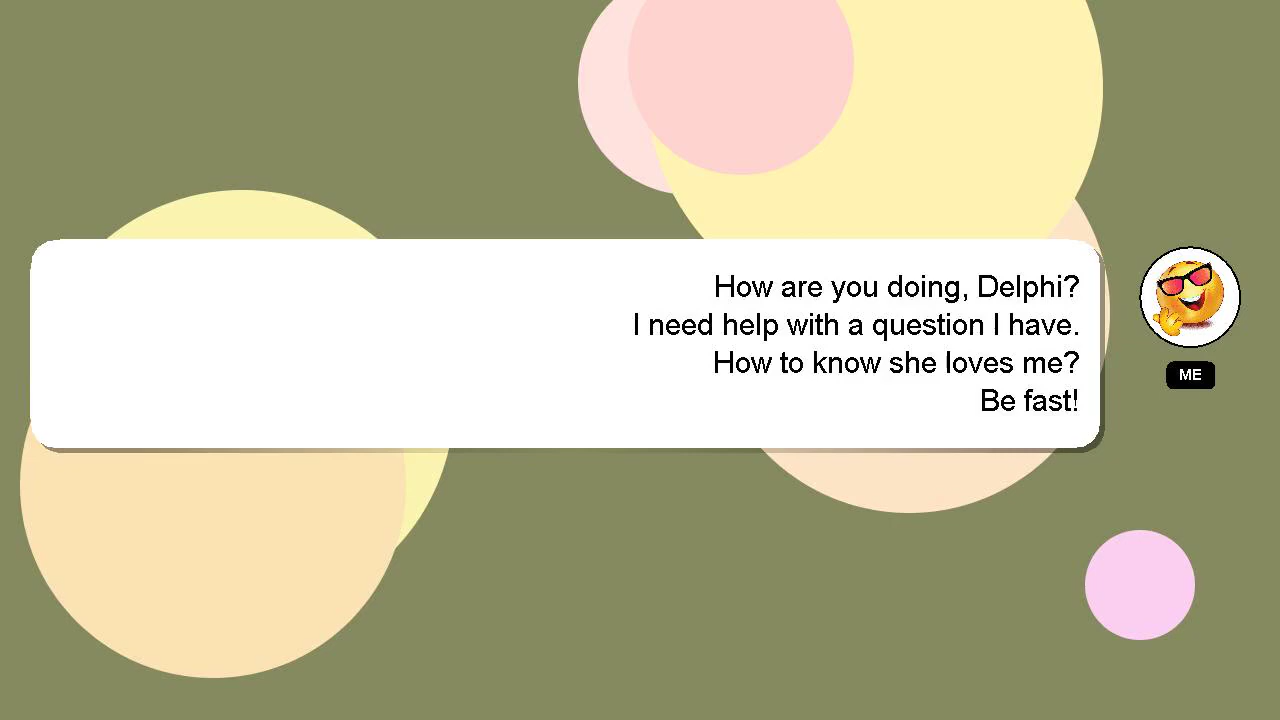 How are you doing, Delphi?
I need help with a question I have.
How to know she loves me?
Be fast!
ME